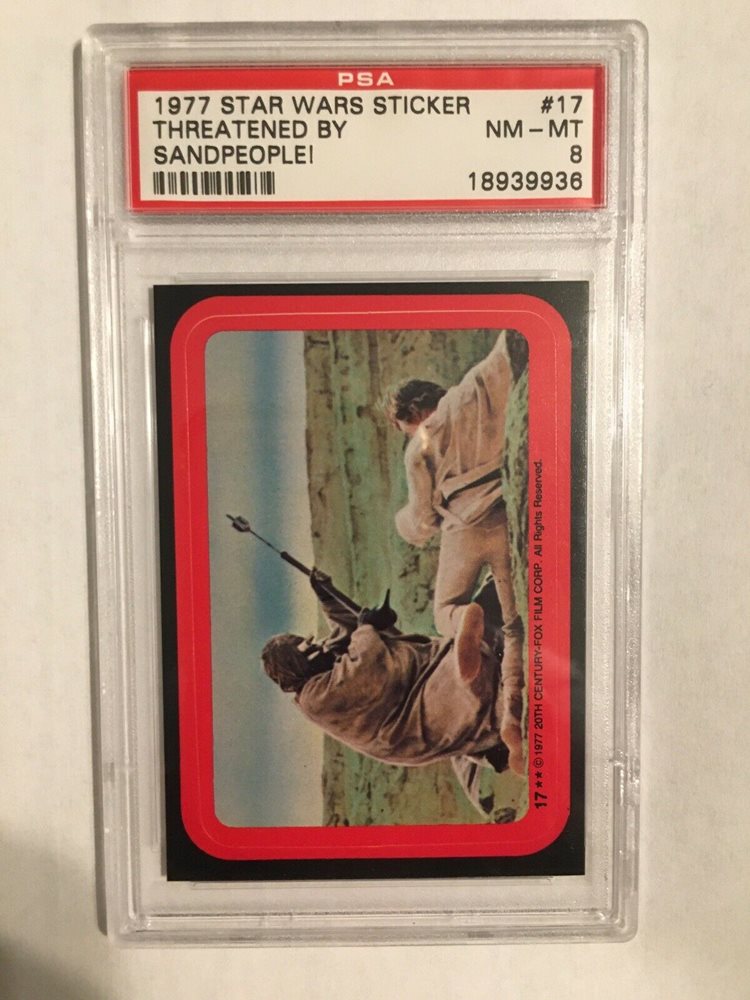 PSA
1977 STAR WARS STICKER #17
THREATENED BY NM-MT
SANDPEOPLE! 8
18939936
17 ★★ © 1977 20TH CENTURY-FOX FILM CORP. All Rights Reserved.